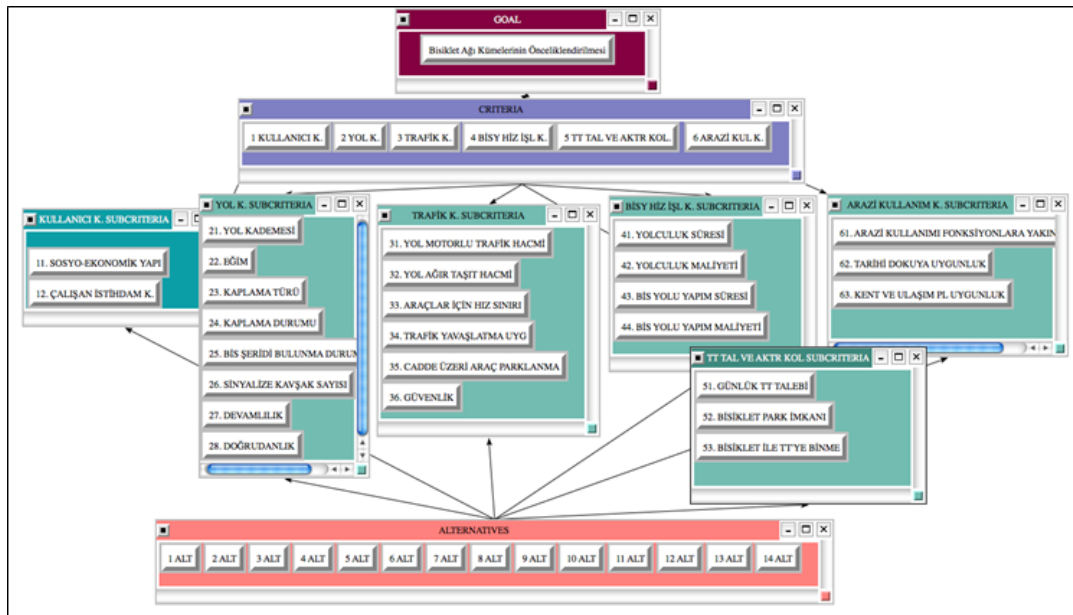 GOAL
Bisiklet Ağı Kümelerinin Önceliklendirilmesi
CRITERIA
1 KULLANICI K.
2 YOL K.
3 TRAFİK K.
4 BİSY HİZ İŞL K.
5 TT TAL VE AKTR KOL.
6 ARAZİ KUL K.
KULLANICI K. SUBCRITERIA
11. SOSYO-EKONOMİK YAPI
12. ÇALIŞAN İSTİHDAM K.
YOL K. SUBCRITERIA
21. YOL KADEMESİ
22. EĞİM
23. KAPLAMA TÜRÜ
24. KAPLAMA DURUMU
25. BİS ŞERİDİ BULUNMA DURUM
26. SİNYALİZE KAVŞAK SAYISI
27. DEVAMLILIK
28. DOĞRUDANLIK
TRAFİK K. SUBCRITERIA
31. YOL MOTORLU TRAFİK HACMİ
32. YOL AĞIR TAŞIT HACMİ
33. ARAÇLAR İÇİN HIZ SINIRI
34. TRAFİK YAVAŞLATMA UYG
35. CADDE ÜZERİ ARAÇ PARKLANMA
36. GÜVENLİK
BİSY HİZ İŞL K. SUBCRITERIA
41. YOLCULUK SÜRESİ
42. YOLCULUK MALİYETİ
43. BİS YOLU YAPIM SÜRESİ
44. BİS YOLU YAPIM MALİYETİ
ARAZİ KULLANIM K. SUBCRITERIA
61. ARAZİ KULLANIMI FONKSİYONLARA YAKIN
62. TARİHİ DOKUYA UYGUNLUK
63. KENT VE ULAŞIM PL UYGUNLUK
TT TAL VE AKTR KOL SUBCRITERIA
51. GÜNLÜK TT TALEBİ
52. BİSİKLET PARK İMKANI
53. BİSİKLET İLE TT'YE BİNME
ALTERNATIVES
1 ALT
2 ALT
3 ALT
4 ALT
5 ALT
6 ALT
7 ALT
8 ALT
9 ALT
10 ALT
11 ALT
12 ALT
13 ALT
14 ALT